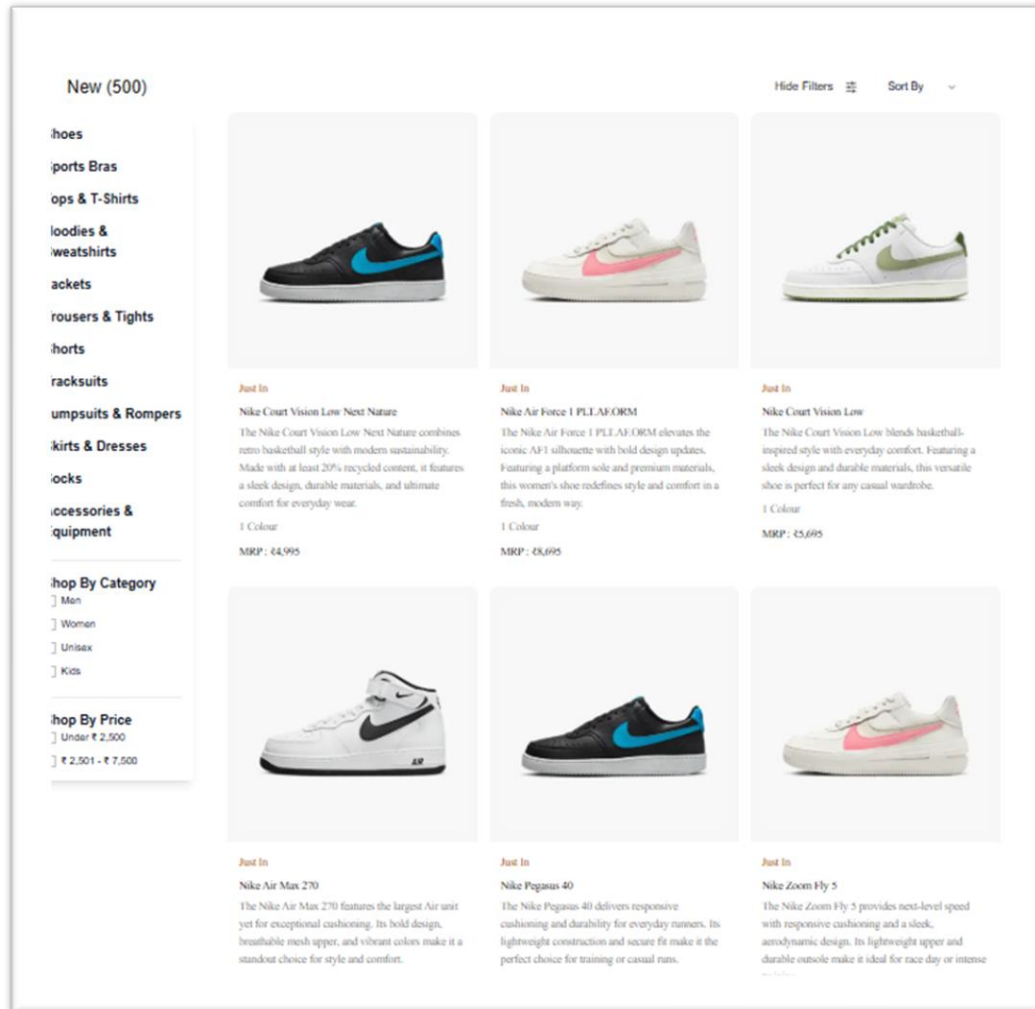 New (500)
Hide Filters
Sort By
hoes
ports Bras
ops & T-Shirts
oodies &
weatshirts
ackets
rousers & Tights
horts
racksuits
umpsuits & Rompers
kirts & Dresses
ocks
ccessories &
quipment
hop By Category
Men
Women
Unisex
Kids
hop By Price
Under ₹ 2,500
₹ 2,501 - ₹ 7,500
Just In
Nike Court Vision Low Next Nature
The Nike Court Vision Low Next Nature combines
retro basketball style with modern sustainability.
Made with at least 20% recycled content, it features
a sleek design, durable materials, and ultimate
comfort for everyday wear.
1 Colour
MRP : ₹4,995
Just In
Nike Air Force 1 PLT.AF.ORM
The Nike Air Force 1 PLT.AF.ORM elevates the
iconic AF1 silhouette with bold design updates.
Featuring a platform sole and premium materials,
this women's shoe redefines style and comfort in a
fresh, modern way.
1 Colour
MRP : ₹8,695
Just In
Nike Court Vision Low
The Nike Court Vision Low blends basketball-
inspired style with everyday comfort. Featuring a
sleek design and durable materials, this versatile
shoe is perfect for any casual wardrobe.
1 Colour
MRP : ₹5,695
AIR
Just In
Nike Air Max 270
The Nike Air Max 270 features the largest Air unit
yet for exceptional cushioning. Its bold design,
breathable mesh upper, and vibrant colors make it a
standout choice for style and comfort.
Just In
Nike Pegasus 40
The Nike Pegasus 40 delivers responsive
cushioning and durability for everyday runners. Its
lightweight construction and secure fit make it the
perfect choice for training or casual runs.
Just In
Nike Zoom Fly 5
The Nike Zoom Fly 5 provides next-level speed
with responsive cushioning and a sleek,
aerodynamic design. Its lightweight upper and
durable outsole make it ideal for race day or intense